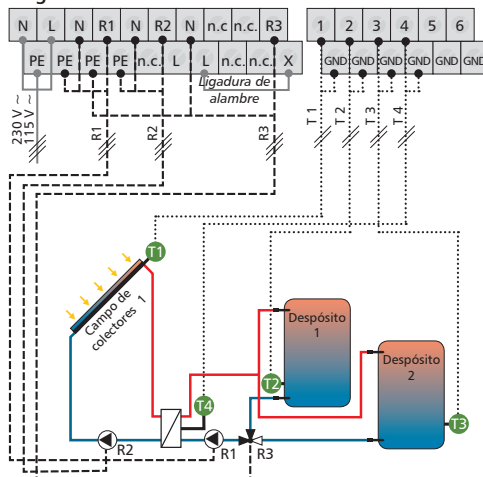 N L N R1 N R2 N n.c n.c. R3
PE PE PE PE n.c. L L n.c. X
Ligadura de
alambre
1 2 3 4 5 6
GND GND GND GND GND GND
230 V ~
115 V ~
R1
R2
R3
T 1
T 2
T 3
T 4
T1
Campo de
colectores 1
Despósito
1
Despósito
2
T2
T4
T3
R2
R1
R3